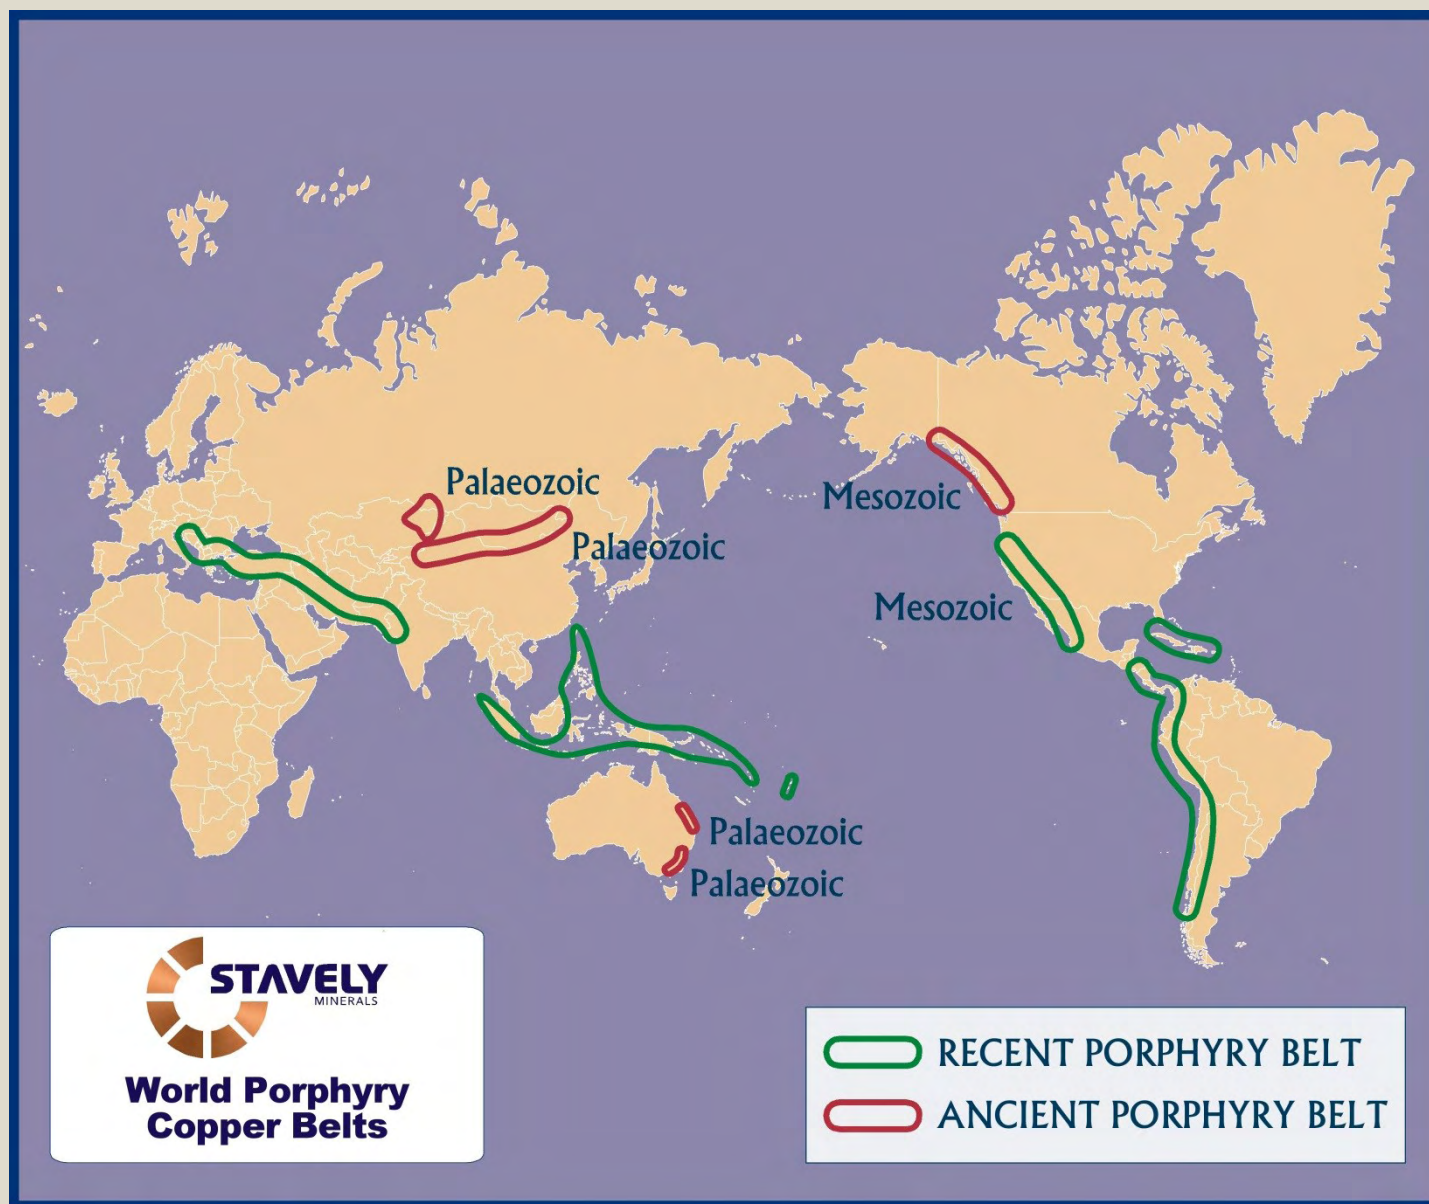 Palaeozoic
Mesozoic
Palaeozoic
Mesozoic
Palaeozoic
Palaeozoic
STAVELY
MINERALS
World Porphyry
Copper Belts
RECENT PORPHYRY BELT
ANCIENT PORPHYRY BELT